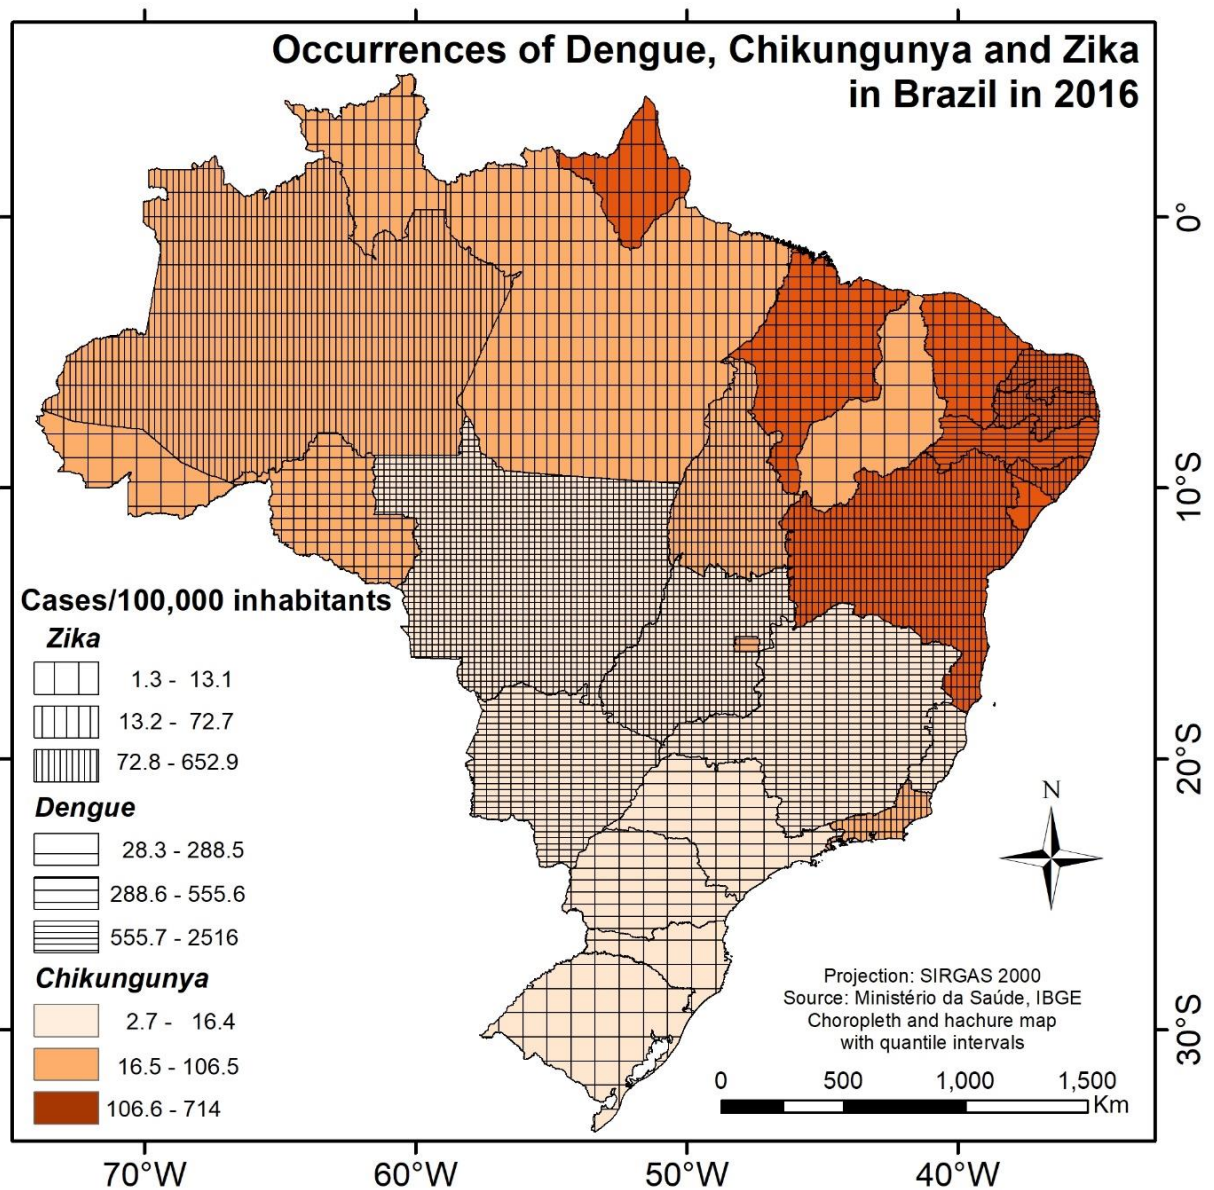 Occurrences of Dengue, Chikungunya and Zika
in Brazil in 2016
0°
10°S
20°S
30°S
Cases/100,000 inhabitants
Zika
1.3 - 13.1
13.2 - 72.7
72.8 - 652.9
Dengue
28.3 - 288.5
288.6 - 555.6
555.7 - 2516
Chikungunya
2.7 - 16.4
16.5 - 106.5
106.6 - 714
N
Projection: SIRGAS 2000
Source: Ministério da Saúde, IBGE
Choropleth and hachure map
with quantile intervals
0 500 1,000 1,500
Km
70°W 60°W 50°W 40°W